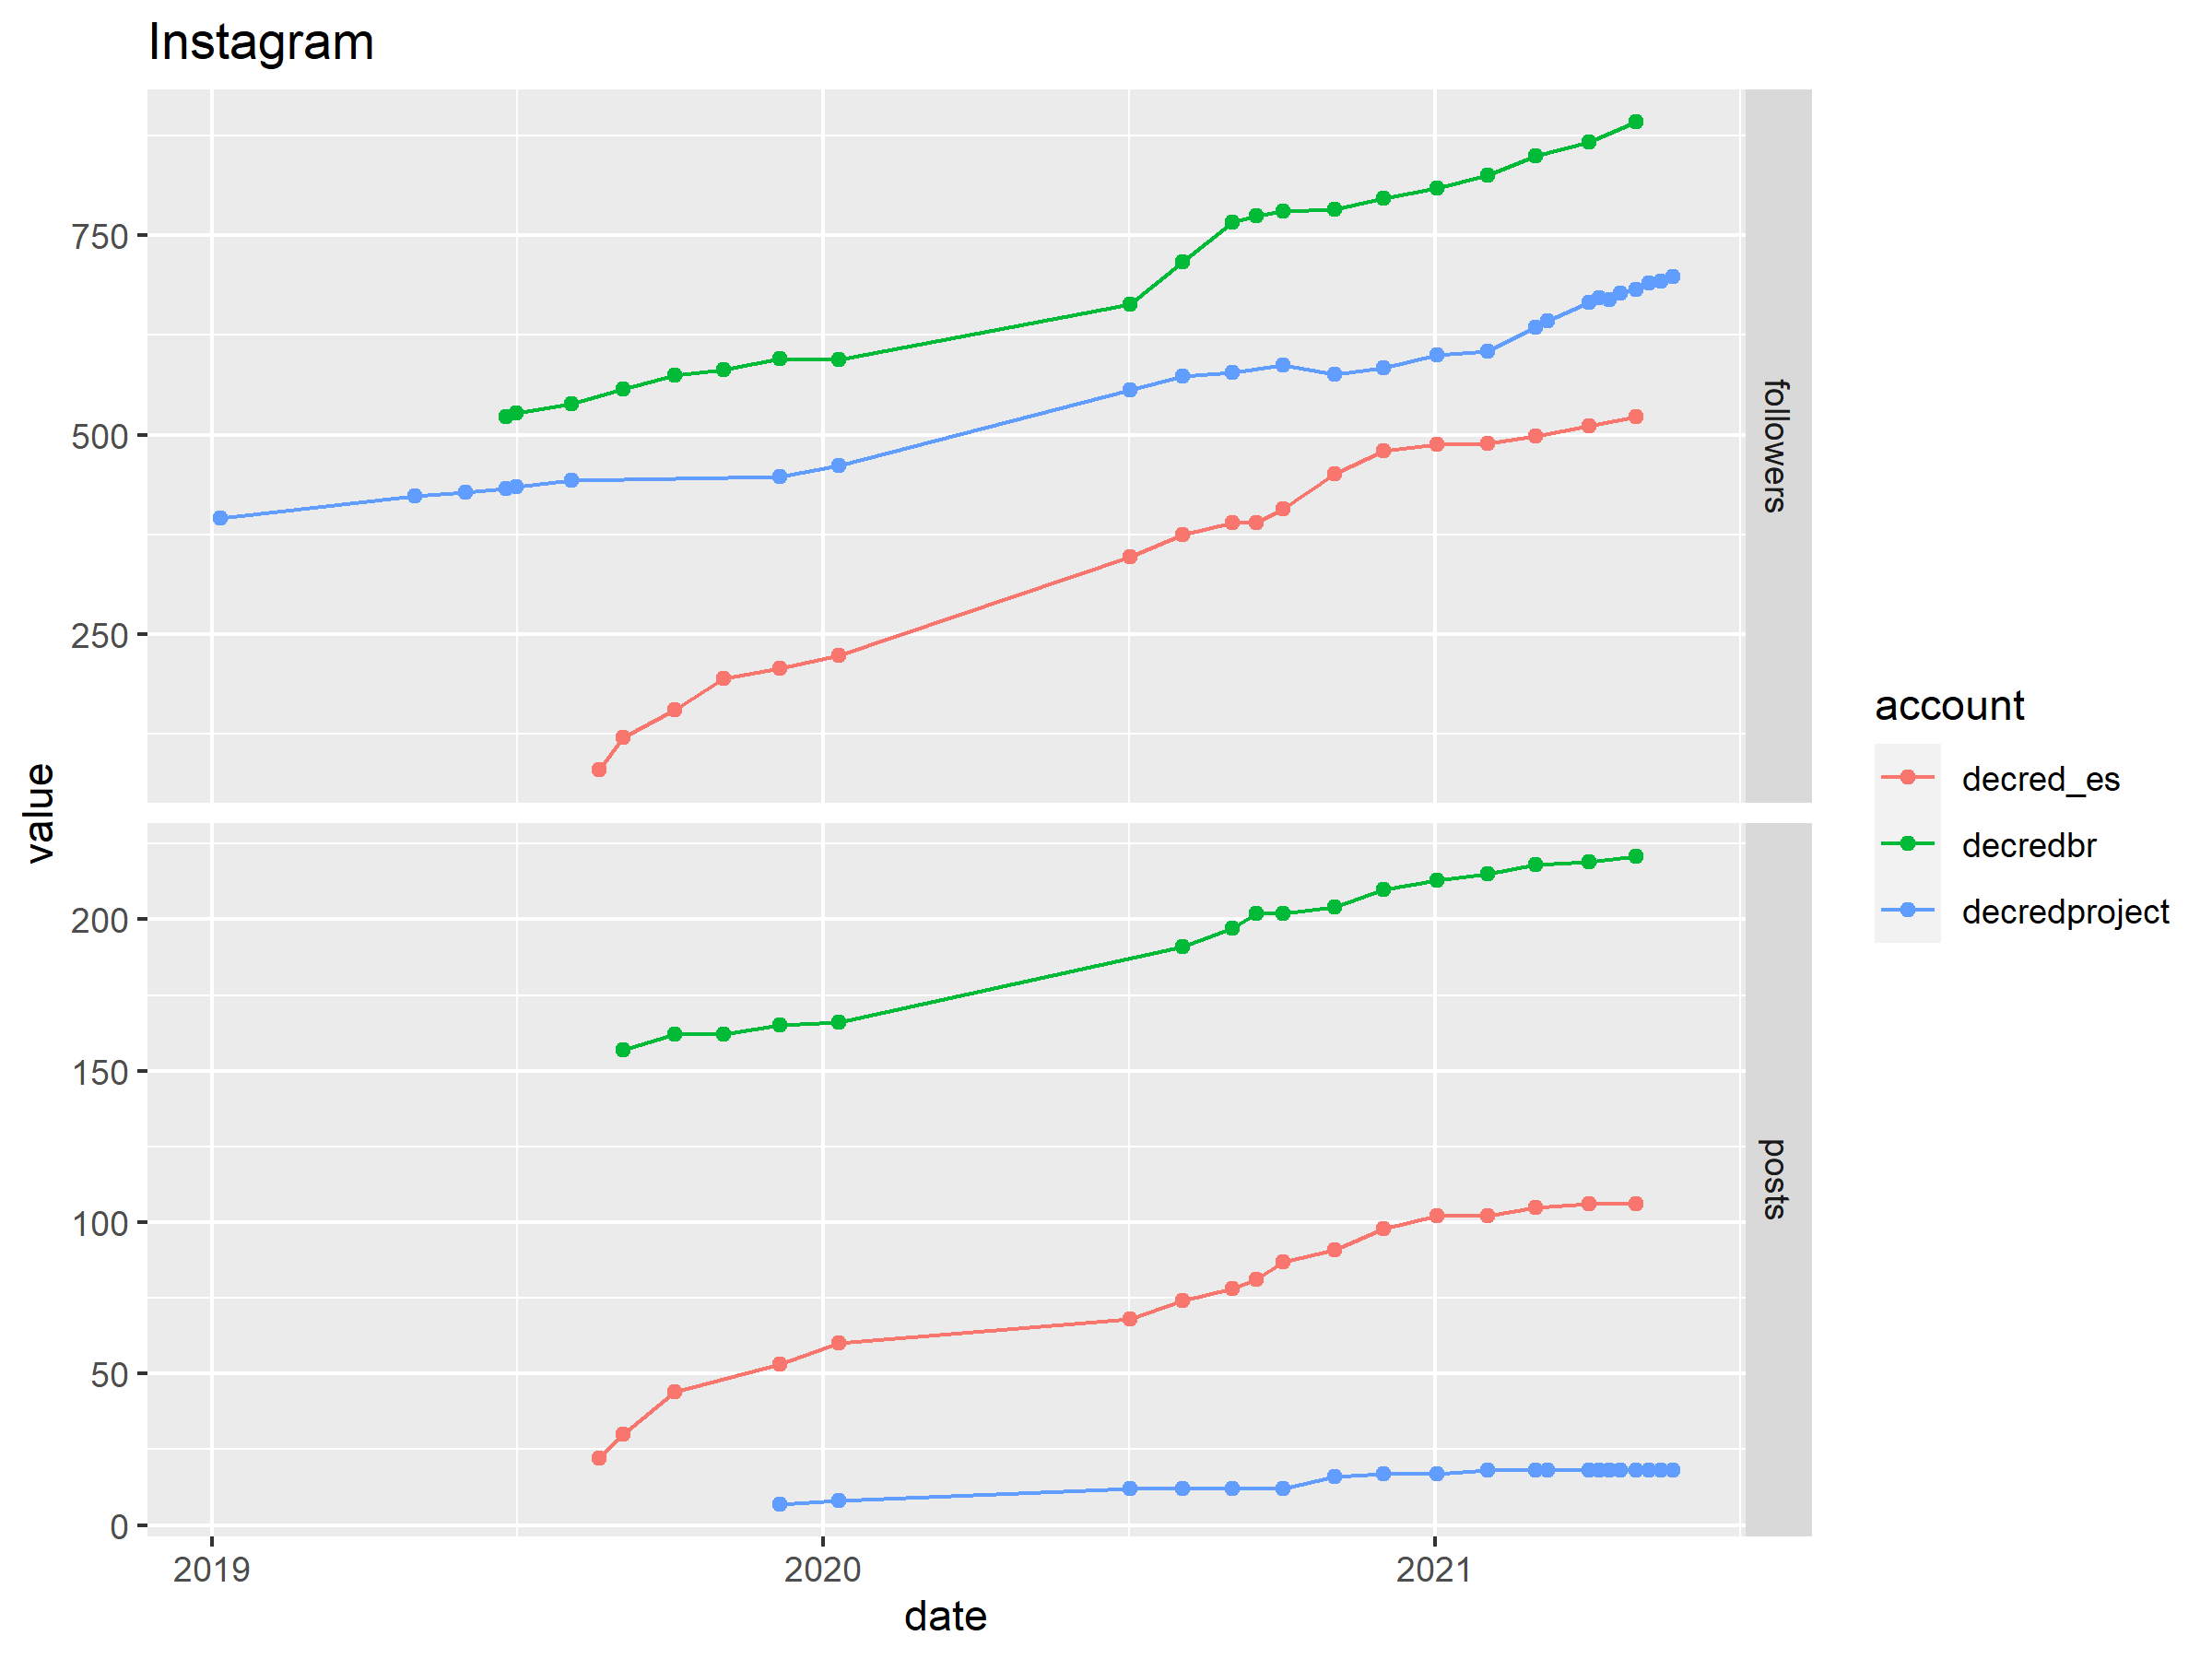 Instagram
value
750
500
250
followers
200
150
100
50
0
posts
2019
2020
2021
date
account
decred_es
decredbr
decredproject